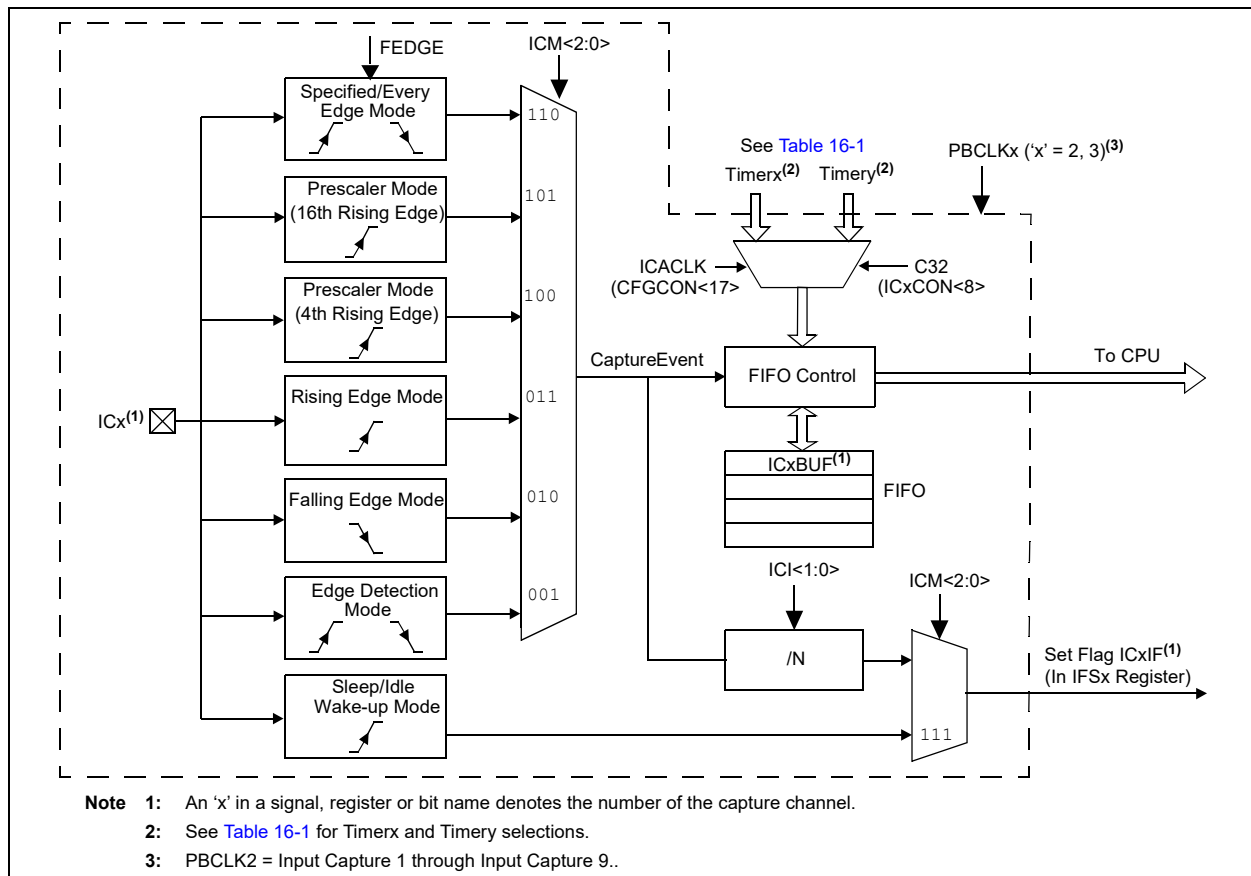 FEDGE
ICM<2:0>
Specified/Every
Edge Mode
110
See Table 16-1
Timerx(2) Timery(2)
PBCLKx (‘x’ = 2, 3)(3)
Prescaler Mode
(16th Rising Edge)
101
ICACLK
(CFGCON<17>
C32
(ICxCON<8>
Prescaler Mode
(4th Rising Edge)
100
CaptureEvent
FIFO Control
To CPU
Rising Edge Mode
011
ICx(1)
ICxBUF(1)
FIFO
Falling Edge Mode
010
Edge Detection
Mode
001
ICI<1:0>
ICM<2:0>
/N
Set Flag ICxIF(1)
(In IFSx Register)
Sleep/Idle
Wake-up Mode
111
Note 1: An ‘x’ in a signal, register or bit name denotes the number of the capture channel.
2: See Table 16-1 for Timerx and Timery selections.
3: PBCLK2 = Input Capture 1 through Input Capture 9..